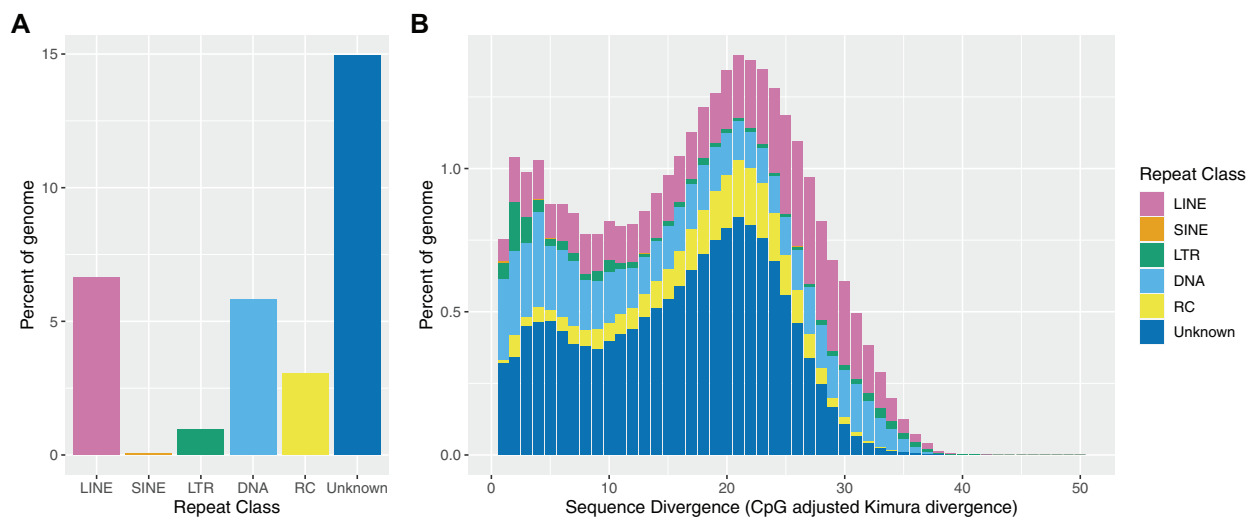 A
Percent of genome
15
10
5
0
LINE SINE LTR DNA RC Unknown
Repeat Class
B
Percent of genome
1.0
0.5
0.0
0 10 20 30 40 50
Sequence Divergence (CpG adjusted Kimura divergence)
Repeat Class
LINE
SINE
LTR
DNA
RC
Unknown